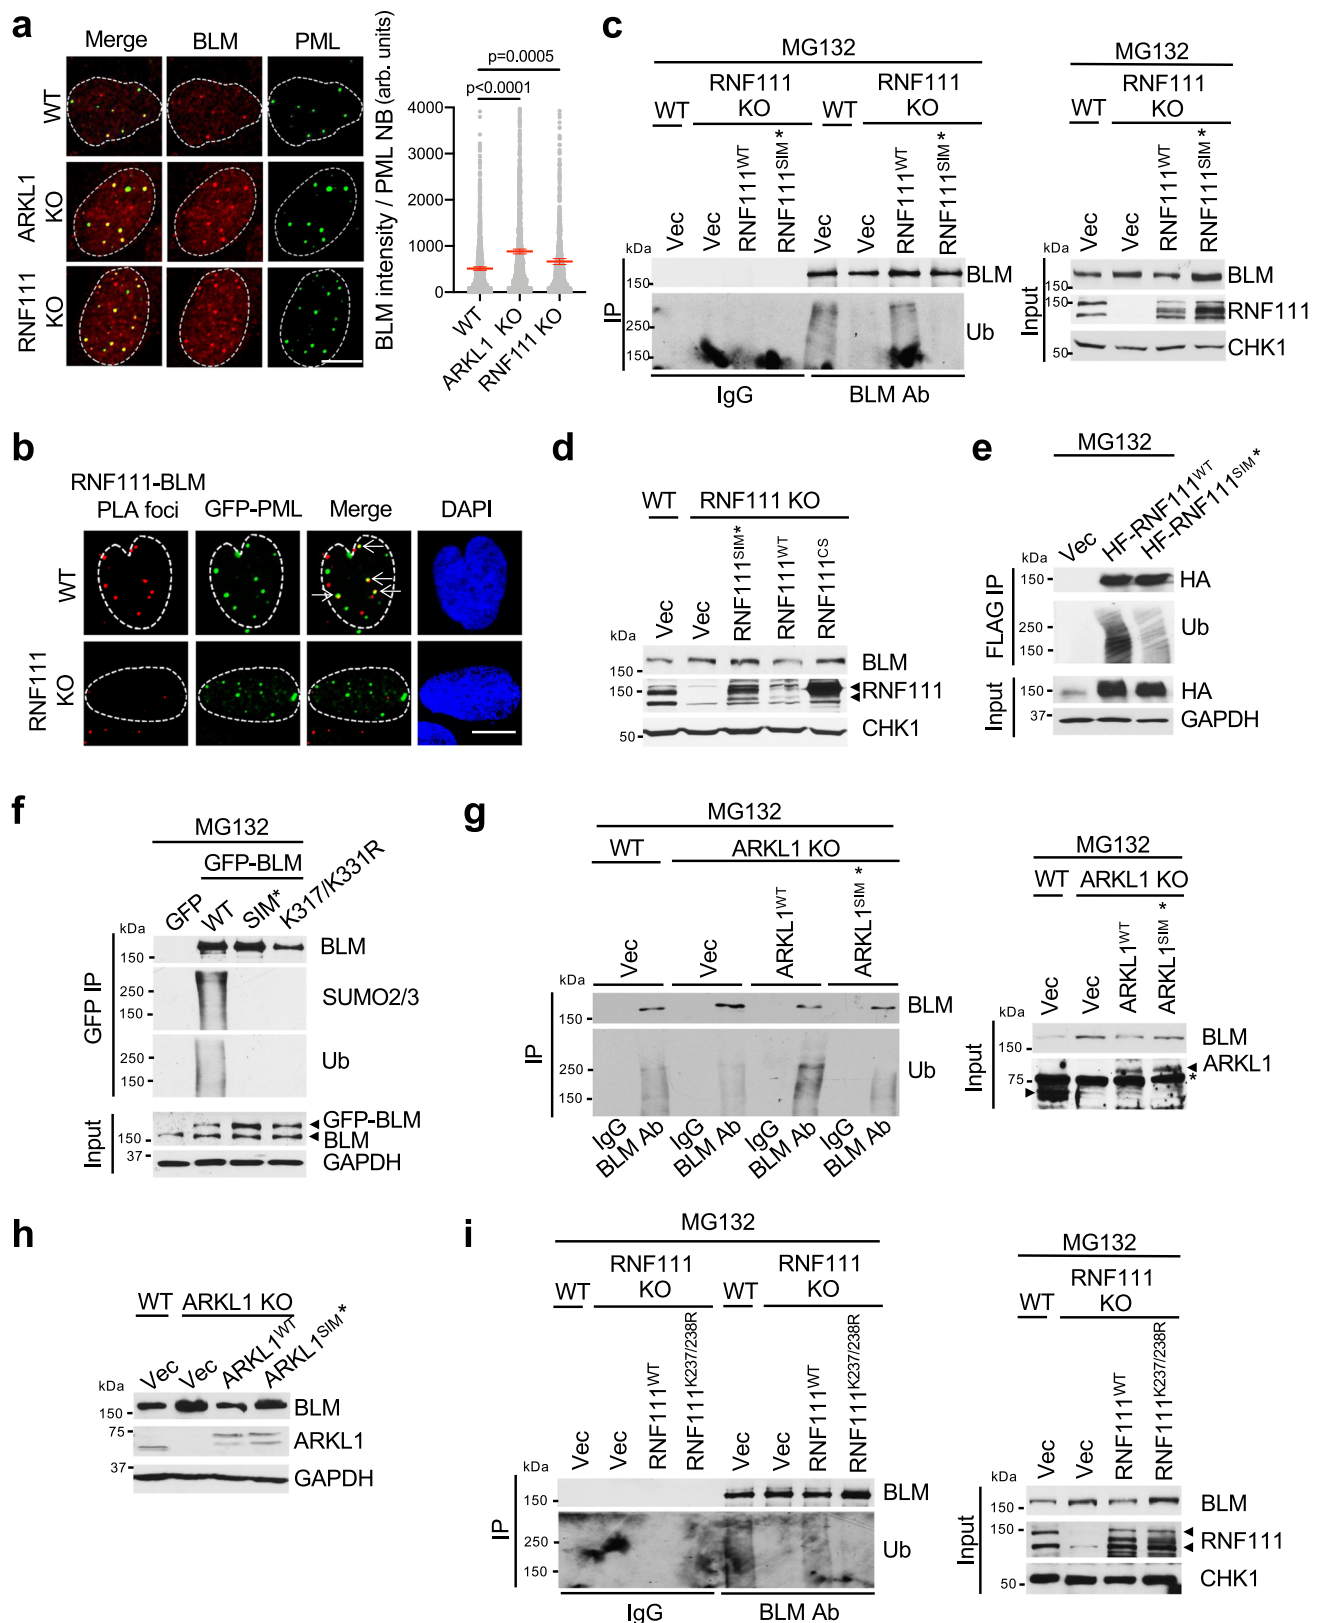 a
Merge BLM PML
WT
ARKL1 KO
RNF111 KO
BLM intensity / PML NB (arb. units)
p=0.0005
p<0.0001
4000
3000
2000
1000
0
WT
ARKL1 KO
RNF111 KO
b
RNF111-BLM
PLA foci GFP-PML Merge DAPI
WT
RNF111 KO
c
MG132
WT RNF111 KO WT RNF111 KO
Vec Vec RNF111WT RNF111SIM* Vec Vec RNF111WT RNF111SIM*
kDa
IP
150 BLM
250
150 Ub
IgG BLM Ab
MG132
WT RNF111 KO
Vec Vec RNF111WT RNF111SIM*
kDa
Input
150 BLM
150 RNF111
50 CHK1
d
WT RNF111 KO
Vec Vec RNF111SIM* RNF111WT RNF111CS
kDa
150 BLM
150 RNF111
50 CHK1
e
MG132
Vec HF-RNF111WT HF-RNF111SIM*
kDa
FLAG IP
150 HA
250
150 Ub
Input
150 HA
37 GAPDH
f
MG132
GFP-BLM
GFP WT SIM* K317/K331R
kDa
GFP IP
150 BLM
250
150 SUMO2/3
250
150 Ub
Input
GFP-BLM
150 BLM
37 GAPDH
g
MG132
WT ARKL1 KO
Vec Vec ARKL1WT ARKL1SIM*
kDa
IP
150 BLM
250
150 Ub
IgG BLM Ab IgG BLM Ab IgG BLM Ab IgG BLM Ab
MG132
WT ARKL1 KO
Vec Vec ARKL1WT ARKL1SIM*
kDa
Input
150 BLM
75 ARKL1
*
h
WT ARKL1 KO
Vec Vec ARKL1WT ARKL1SIM*
kDa
150 BLM
75 ARKL1
37 GAPDH
i
MG132
WT RNF111 KO WT RNF111 KO
Vec Vec RNF111WT RNF111K237/238R Vec Vec RNF111WT RNF111K237/238R
kDa
IP
150 BLM
250
150 Ub
IgG BLM Ab
MG132
WT RNF111 KO
Vec Vec RNF111WT RNF111K237/238R
kDa
Input
150 BLM
150 RNF111
50 CHK1